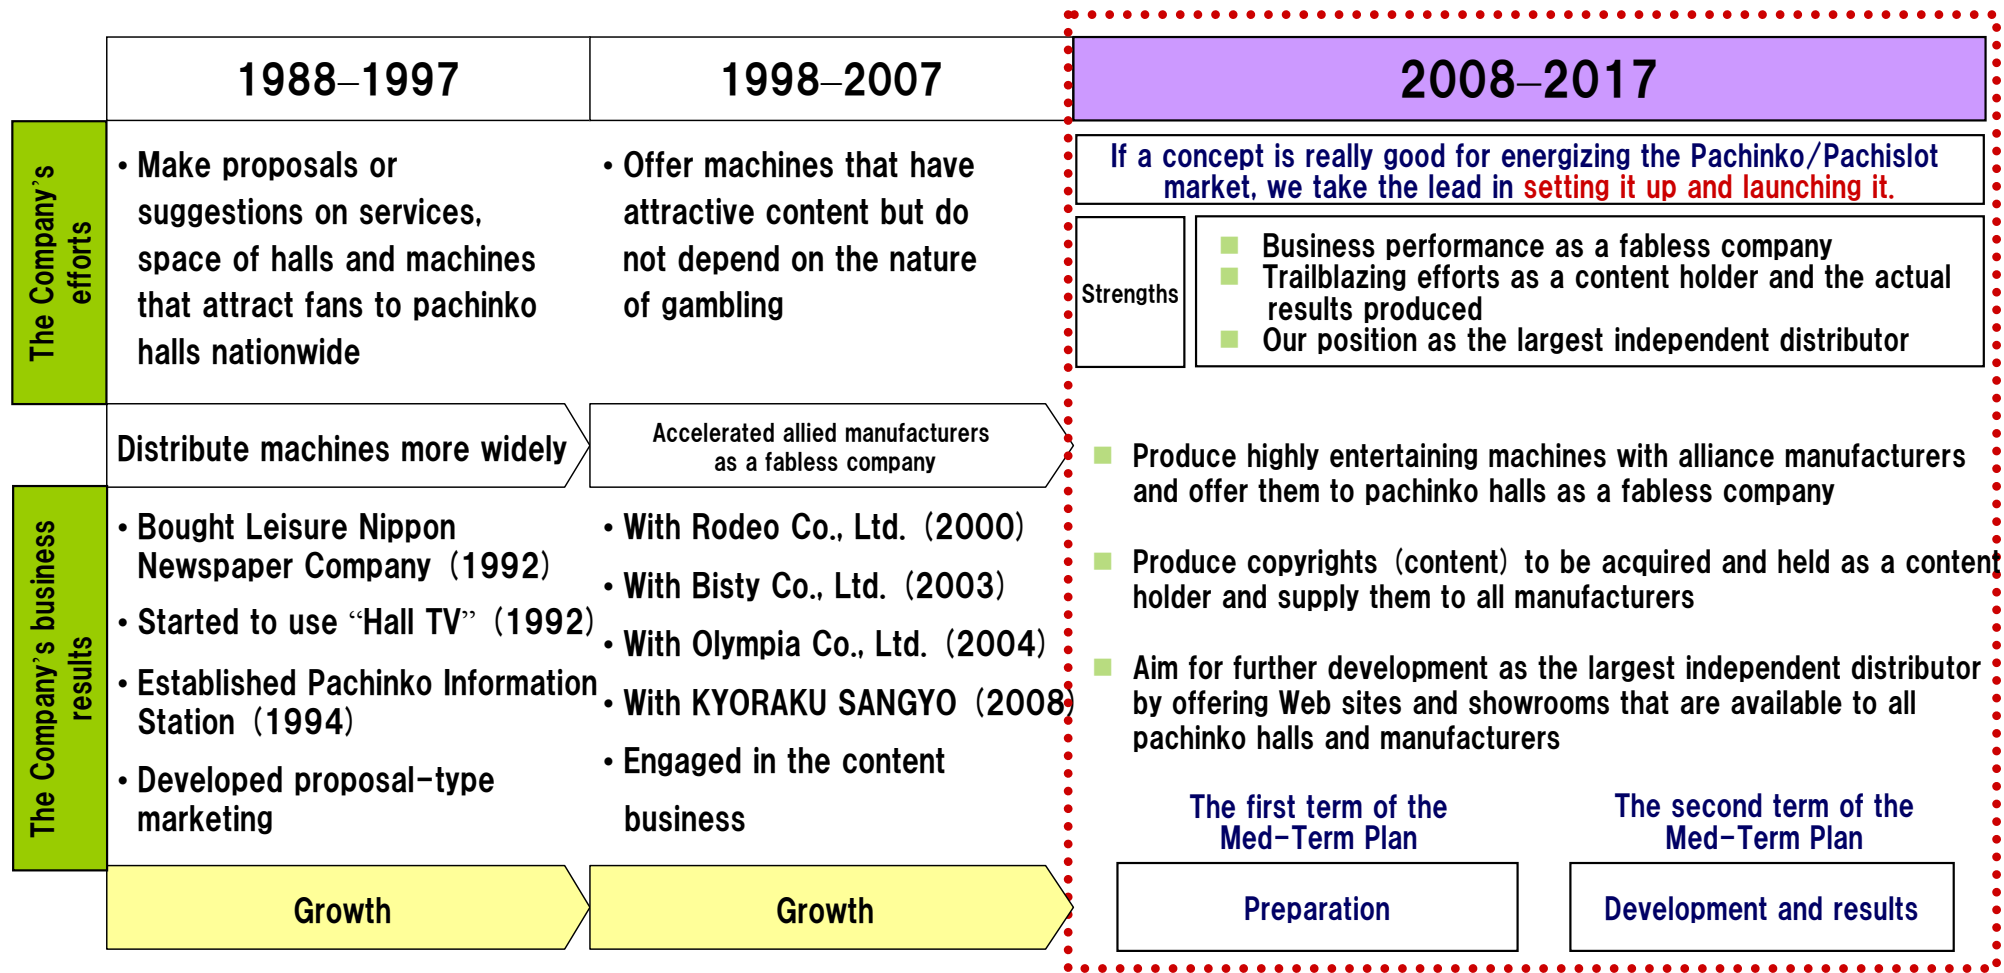 1988–1997
1998–2007
2008–2017
The Company's
efforts
• Make proposals or
suggestions on services,
space of halls and machines
that attract fans to pachinko
halls nationwide
• Offer machines that have
attractive content but do
not depend on the nature
of gambling
If a concept is really good for energizing the Pachinko/Pachislot
market, we take the lead in setting it up and launching it.
Strengths
Business performance as a fabless company
Trailblazing efforts as a content holder and the actual
results produced
Our position as the largest independent distributor
Distribute machines more widely
Accelerated allied manufacturers
as a fabless company
The Company's business
results
• Bought Leisure Nippon
Newspaper Company (1992)
• Started to use “Hall TV” (1992)
• Established Pachinko Information
Station (1994)
• Developed proposal-type
marketing
• With Rodeo Co., Ltd. (2000)
• With Bisty Co., Ltd. (2003)
• With Olympia Co., Ltd. (2004)
• With KYORAKU SANGYO (2008)
• Engaged in the content
business
Produce highly entertaining machines with alliance manufacturers
and offer them to pachinko halls as a fabless company
Produce copyrights (content) to be acquired and held as a content
holder and supply them to all manufacturers
Aim for further development as the largest independent distributor
by offering Web sites and showrooms that are available to all
pachinko halls and manufacturers
The first term of the
Med-Term Plan
The second term of the
Med-Term Plan
Growth
Growth
Preparation
Development and results